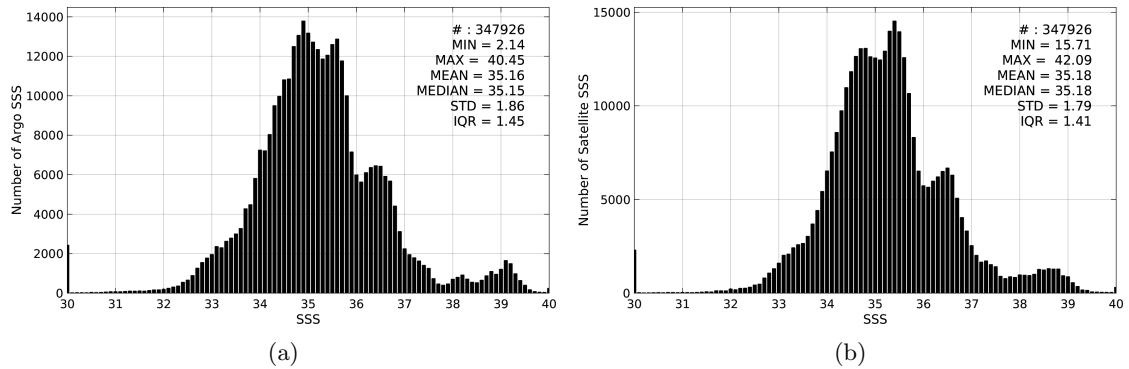 14000
12000
10000
8000
6000
4000
2000
0
Number of Argo SSS
# : 347926
MIN = 2.14
MAX = 40.45
MEAN = 35.16
MEDIAN = 35.15
STD = 1.86
IQR = 1.45
30 31 32 33 34 35 36 37 38 39 40
SSS
(a)
15000
10000
5000
0
Number of Satellite SSS
# : 347926
MIN = 15.71
MAX = 42.09
MEAN = 35.18
MEDIAN = 35.18
STD = 1.79
IQR = 1.41
30 31 32 33 34 35 36 37 38 39 40
SSS
(b)